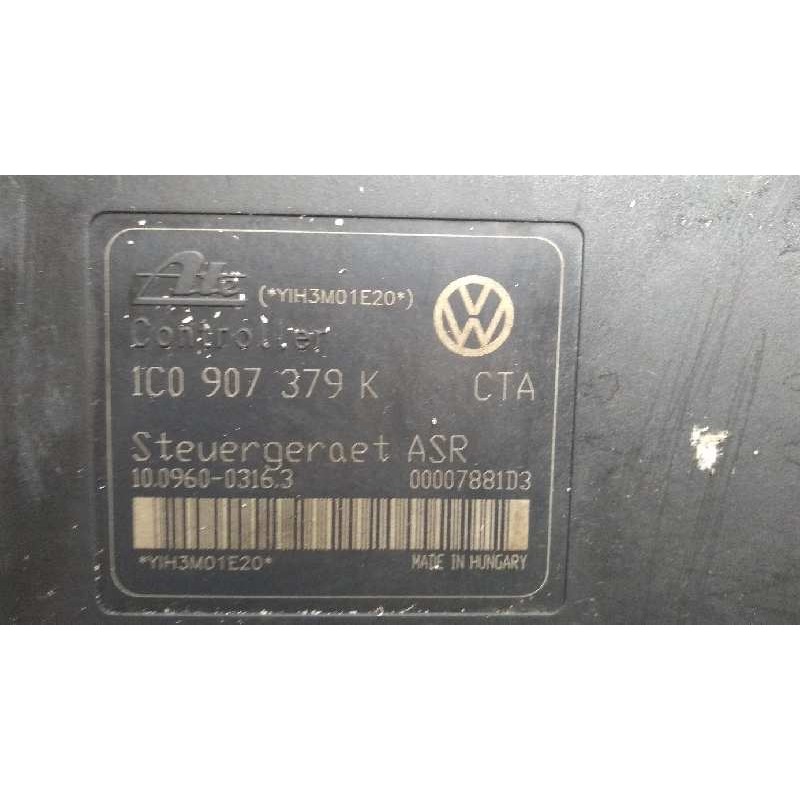 Ate (*YIH3M01E20*)
Controller
1C0 907 379 K CTA
Steuergeraet ASR
10.0960-0316.3 00007881D3
*YIH3M01E20* MADE IN HUNGARY